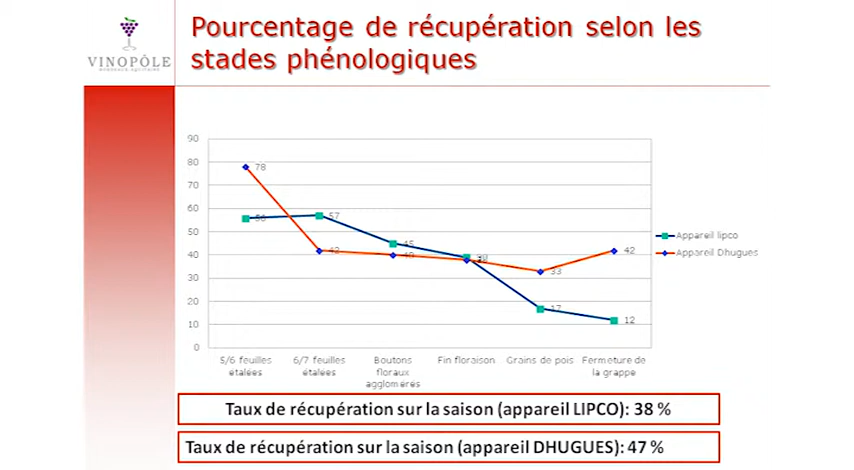 Pourcentage de récupération selon les
stades phénologiques
VINOPÔLE
BORDEAUX-AQUITAINE
90
80
70
60
50
40
30
20
10
0
78
57
42
45
40
33
17
42
12
Appareil lipco
Appareil Dhugues
5/6 feuilles
étalées
6/7 feuilles
étalées
Boutons
floraux
agglomérés
Fin floraison
Grains de pois
Fermeture de
la grappe
Taux de récupération sur la saison (appareil LIPCO): 38 %
Taux de récupération sur la saison (appareil DHUGUES): 47 %